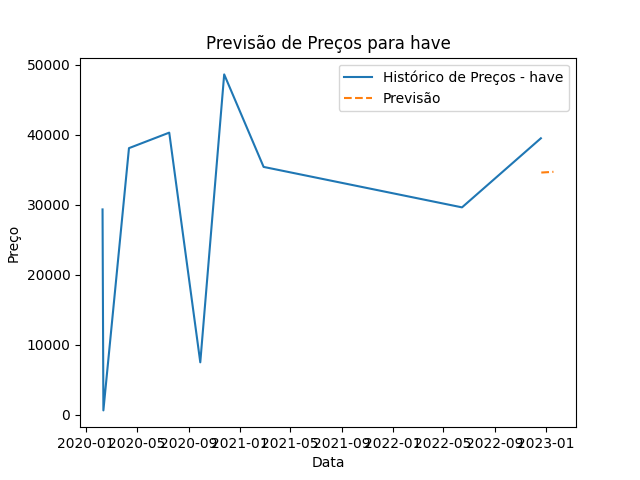 Previsão de Preços para have
Histórico de Preços - have
Previsão
Preço
50000
40000
30000
20000
10000
0
2020-01 2020-05 2020-09 2021-01 2021-05 2021-09 2022-01 2022-05 2022-09 2023-01
Data